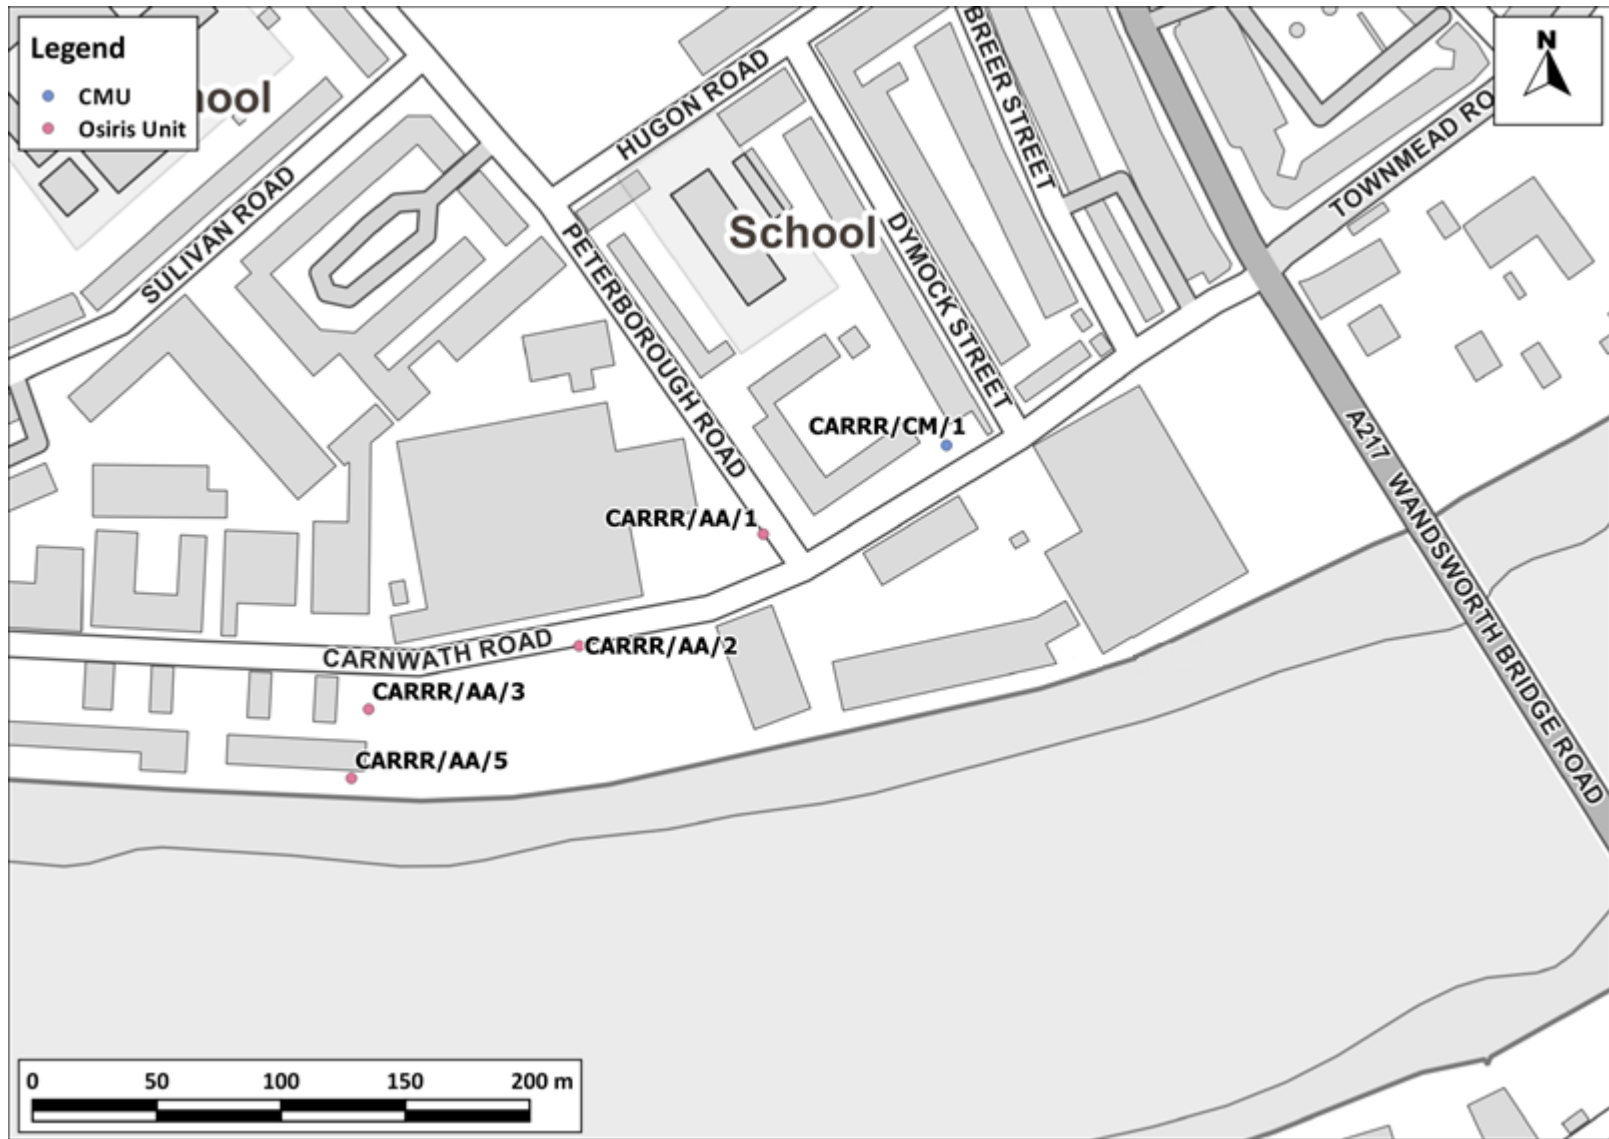 Legend
CMU
Osiris Unit
hool
N
HUGON ROAD
BREER STREET
TOWNMEAD RO
SULIVAN ROAD
School
PETERBOROUGH ROAD
DYMOCK STREET
CARRR/CM/1
A217 WANDSWORTH BRIDGE ROAD
CARRR/AA/1
CARNWATH ROAD
CARRR/AA/2
CARRR/AA/3
CARRR/AA/5
0 50 100 150 200 m